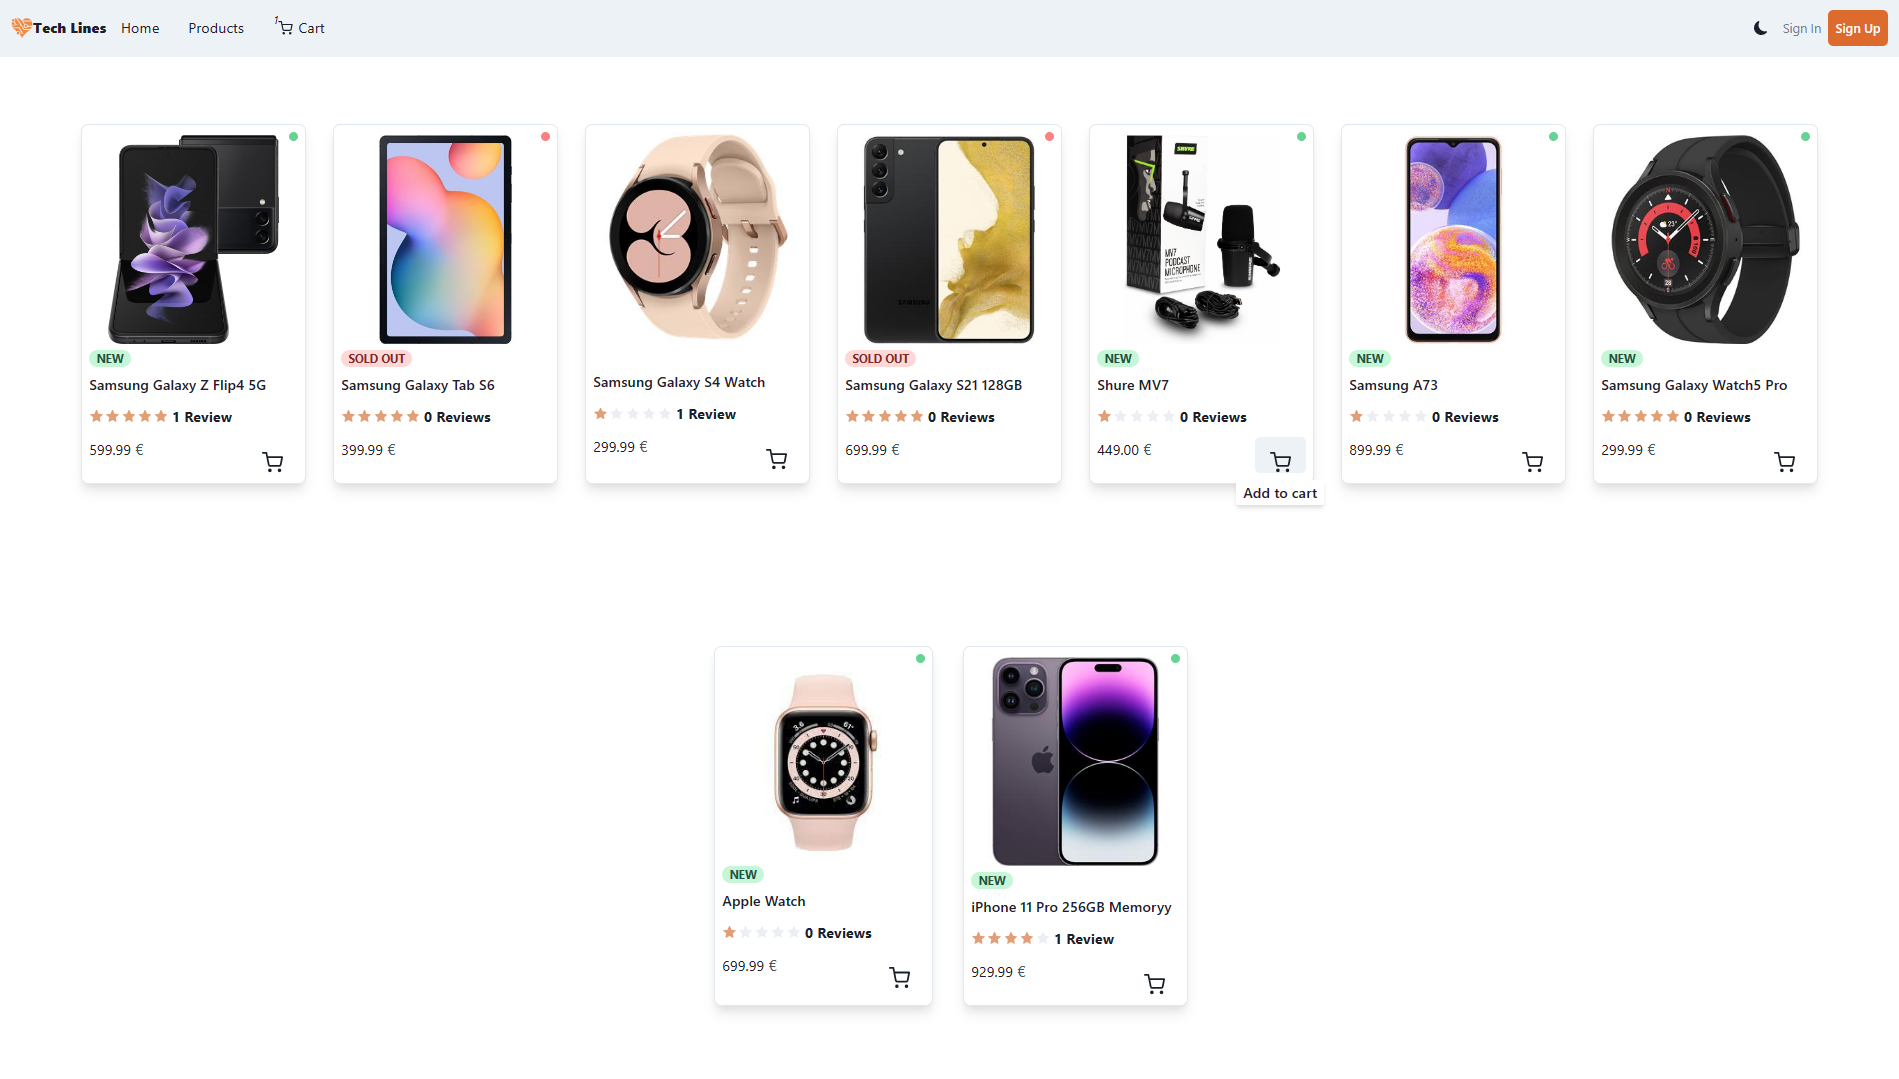 Tech Lines Home Products 1 Cart Sign In Sign Up
SHURE
MV7
PODCAST
MICROPHONE
SAMSUNG
NEW
Samsung Galaxy Z Flip4 5G
1 Review
599.99 €
SOLD OUT
Samsung Galaxy Tab S6
0 Reviews
399.99 €
Samsung Galaxy S4 Watch
1 Review
299.99 €
SOLD OUT
Samsung Galaxy S21 128GB
0 Reviews
699.99 €
NEW
Shure MV7
0 Reviews
449.00 €
Add to cart
NEW
Samsung A73
0 Reviews
899.99 €
NEW
Samsung Galaxy Watch5 Pro
0 Reviews
299.99 €
NEW
Apple Watch
0 Reviews
699.99 €
NEW
iPhone 11 Pro 256GB Memoryy
1 Review
929.99 €